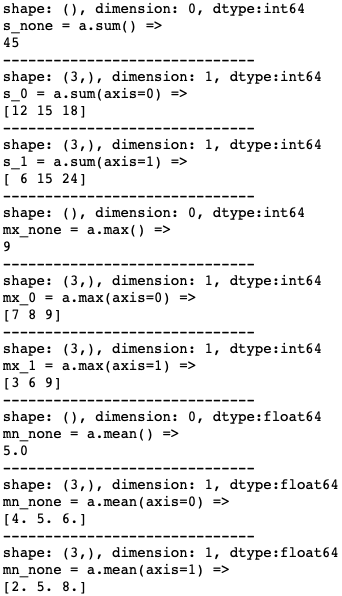 shape: (), dimension: 0, dtype:int64
s_none = a.sum() =>
45
------------------------------
shape: (3,), dimension: 1, dtype:int64
s_0 = a.sum(axis=0) =>
[12 15 18]
------------------------------
shape: (3,), dimension: 1, dtype:int64
s_1 = a.sum(axis=1) =>
[ 6 15 24]
------------------------------
shape: (), dimension: 0, dtype:int64
mx_none = a.max() =>
9
------------------------------
shape: (3,), dimension: 1, dtype:int64
mx_0 = a.max(axis=0) =>
[7 8 9]
------------------------------
shape: (3,), dimension: 1, dtype:int64
mx_1 = a.max(axis=1) =>
[3 6 9]
------------------------------
shape: (), dimension: 0, dtype:float64
mn_none = a.mean() =>
5.0
------------------------------
shape: (3,), dimension: 1, dtype:float64
mn_none = a.mean(axis=0) =>
[4. 5. 6.]
------------------------------
shape: (3,), dimension: 1, dtype:float64
mn_none = a.mean(axis=1) =>
[2. 5. 8.]